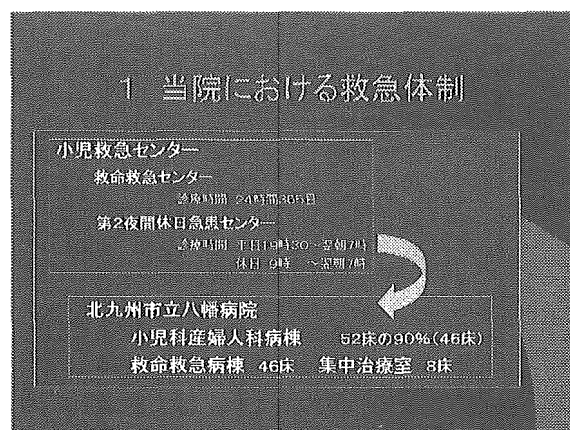 1 当院における救急体制
小児救急センター
救命救急センター
診療時間 24時間365日
第2夜間休日急患センター
診療時間 平日19時30～翌朝7時
休日 9時 ～翌朝7時
北九州市立八幡病院
小児科産婦人科病棟 52床の90%(46床)
救命救急病棟 46床 集中治療室 8床